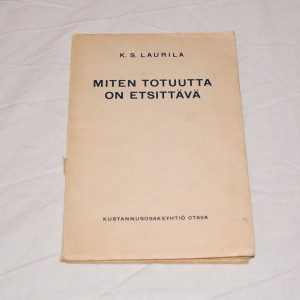 K. S. LAURILA
MITEN TOTUUTTA
ON ETSITTÄVÄ
KUSTANNUSOSAKEYHTIÖ OTAVA